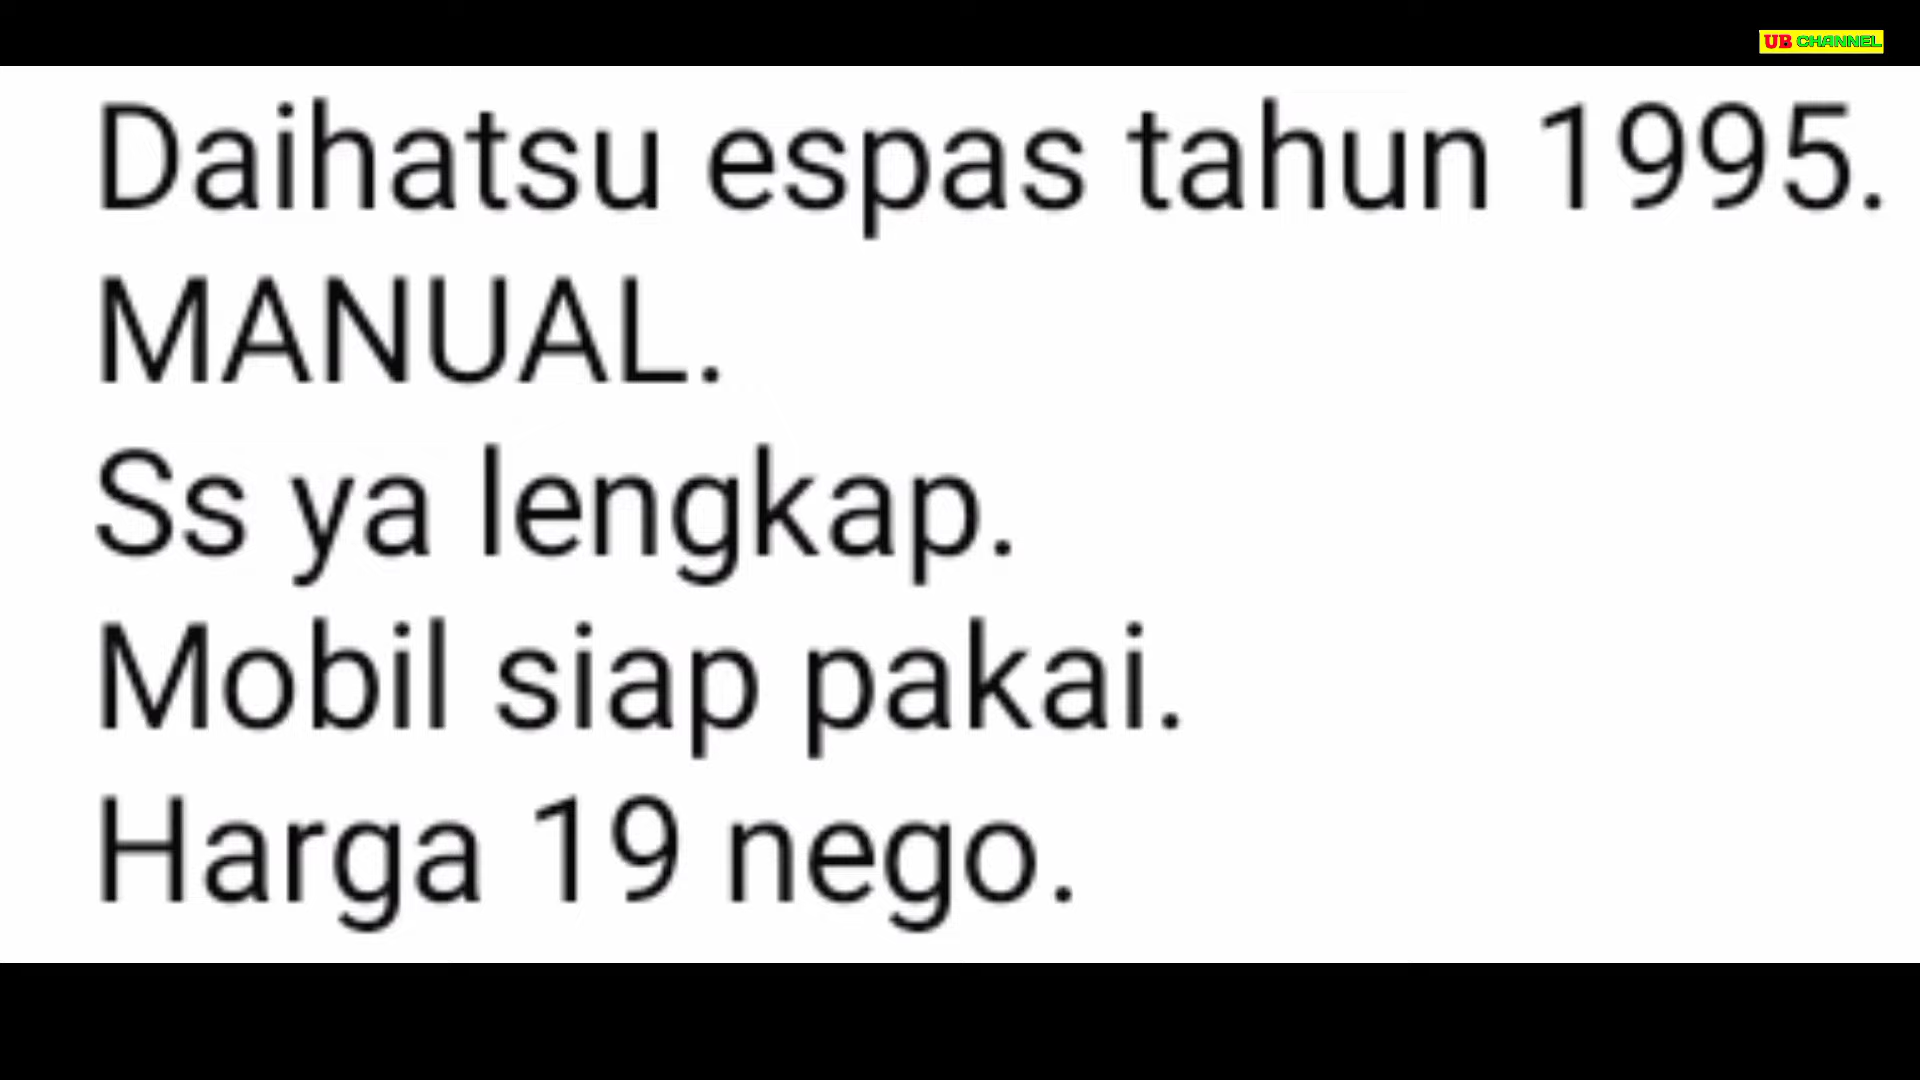 UB CHANNEL
Daihatsu espas tahun 1995.
MANUAL.
Ss ya lengkap.
Mobil siap pakai.
Harga 19 nego.